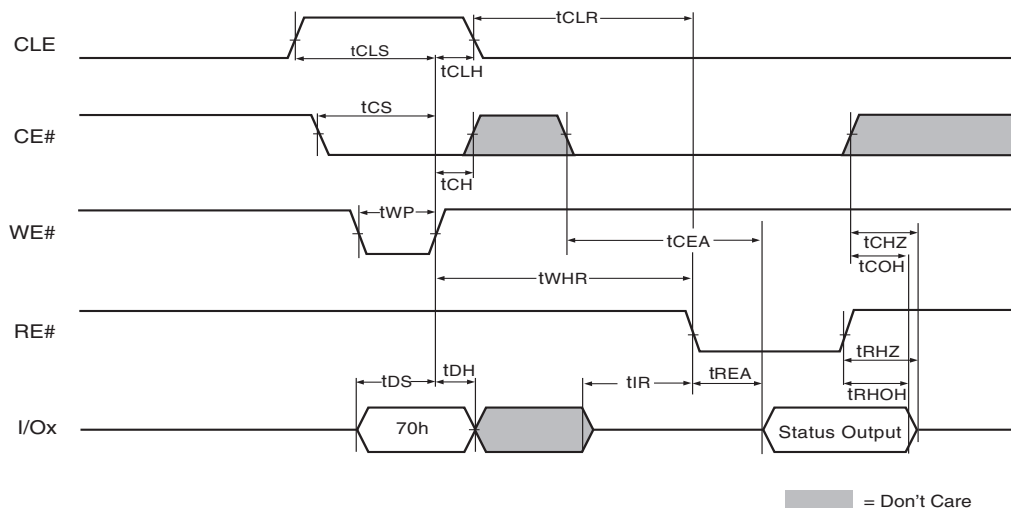 tCLR
CLE
tCLS
tCLH
tCS
CE#
tCH
tWP
WE#
tCEA
tCHZ
tCOH
tWHR
RE#
tRHZ
tDS
tDH
tIR
tREA
tRHOH
I/Ox
70h
Status Output
= Don't Care